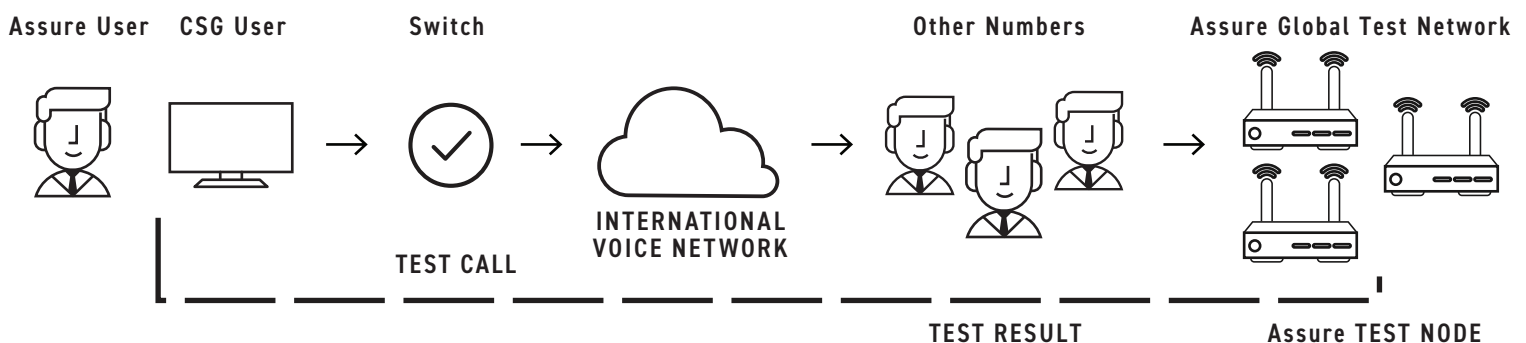 Assure User
CSG User
Switch
Other Numbers
Assure Global Test Network
INTERNATIONAL
VOICE NETWORK
TEST CALL
TEST RESULT
Assure TEST NODE